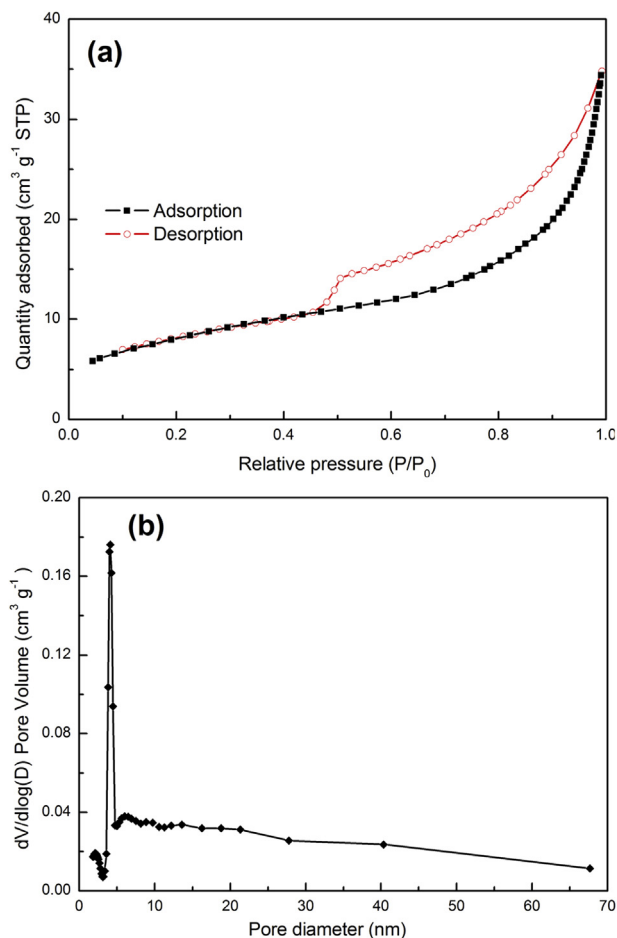 (a)
40
30
20
10
0
Quantity adsorbed (cm³ g⁻¹ STP)
Adsorption
Desorption
0.0 0.2 0.4 0.6 0.8 1.0
Relative pressure (P/P₀)
(b)
0.20
0.16
0.12
0.08
0.04
0.00
dV/dlog(D) Pore Volume (cm³ g⁻¹)
0 10 20 30 40 50 60 70
Pore diameter (nm)